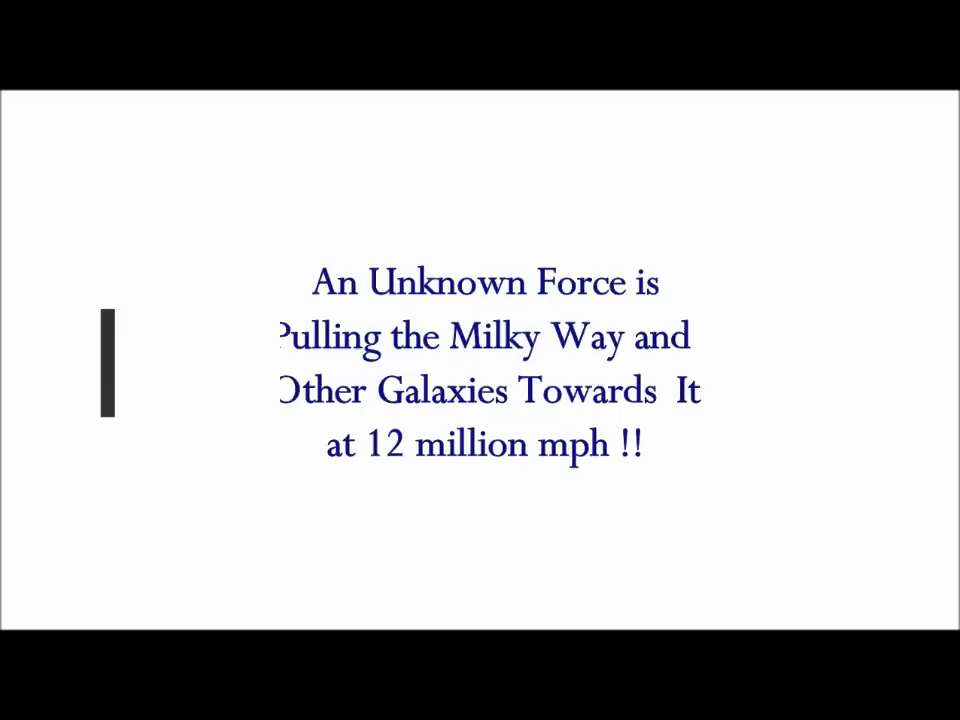 An Unknown Force is
Pulling the Milky Way and
Other Galaxies Towards It
at 12 million mph !!